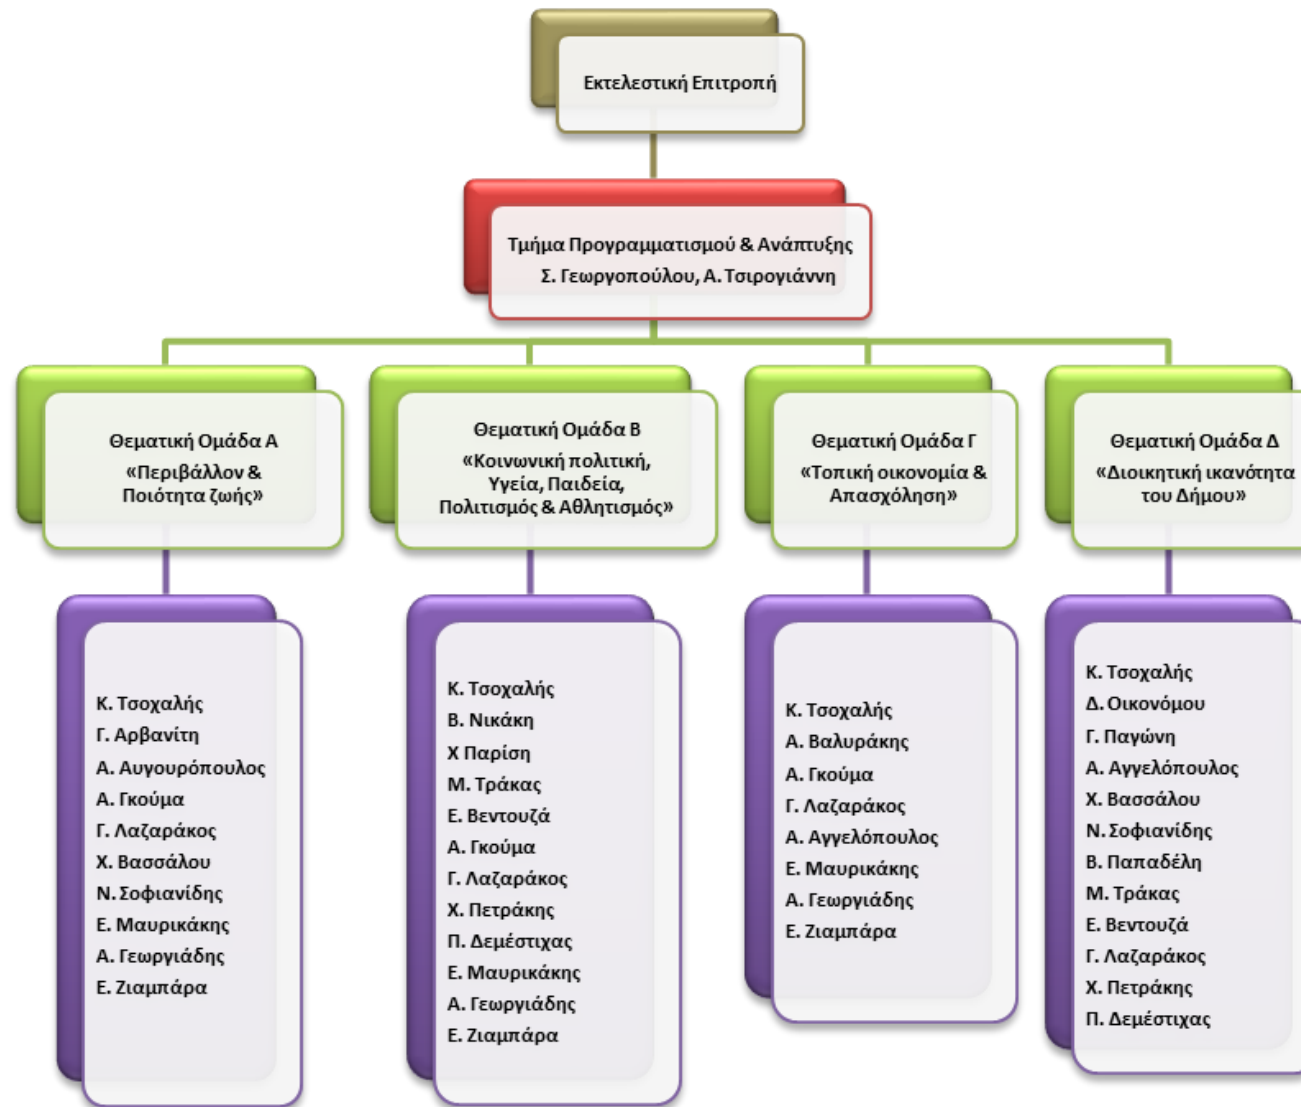 Εκτελεστική Επιτροπή
Τμήμα Προγραμματισμού & Ανάπτυξης
Σ. Γεωργοπούλου, Α. Τσιρογιάννη
Θεματική Ομάδα Α
«Περιβάλλον &
Ποιότητα ζωής»
Θεματική Ομάδα Β
«Κοινωνική πολιτική,
Υγεία, Παιδεία,
Πολιτισμός & Αθλητισμός»
Θεματική Ομάδα Γ
«Τοπική οικονομία &
Απασχόληση»
Θεματική Ομάδα Δ
«Διοικητική ικανότητα
του Δήμου»
Κ. Τσοχαλής
Γ. Αρβανίτη
Α. Αυγουρόπουλος
Α. Γκούμα
Γ. Λαζαράκος
Χ. Βασσάλου
Ν. Σοφιανίδης
Ε. Μαυρικάκης
Α. Γεωργιάδης
Ε. Ζιαμπάρα
Κ. Τσοχαλής
Β. Νικάκη
Χ Παρίση
Μ. Τράκας
Ε. Βεντουζά
Α. Γκούμα
Γ. Λαζαράκος
Χ. Πετράκης
Π. Δεμέστιχας
Ε. Μαυρικάκης
Α. Γεωργιάδης
Ε. Ζιαμπάρα
Κ. Τσοχαλής
Α. Βαλυράκης
Α. Γκούμα
Γ. Λαζαράκος
Α. Αγγελόπουλος
Ε. Μαυρικάκης
Α. Γεωργιάδης
Ε. Ζιαμπάρα
Κ. Τσοχαλής
Δ. Οικονόμου
Γ. Παγώνη
Α. Αγγελόπουλος
Χ. Βασσάλου
Ν. Σοφιανίδης
Β. Παπαδέλη
Μ. Τράκας
Ε. Βεντουζά
Γ. Λαζαράκος
Χ. Πετράκης
Π. Δεμέστιχας